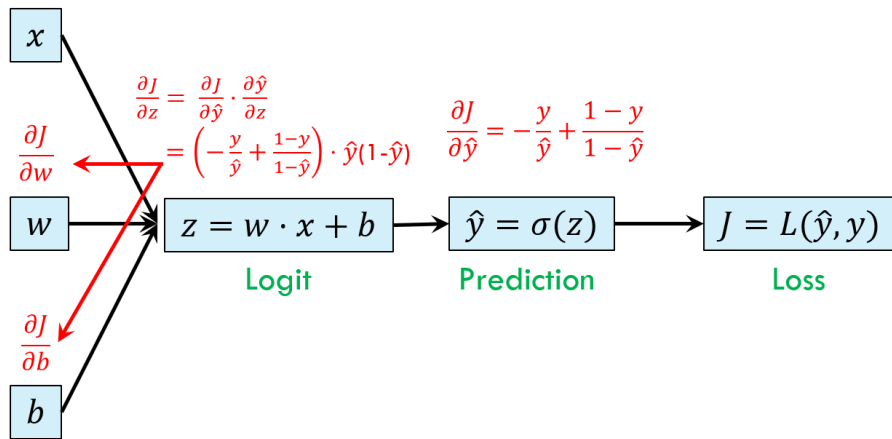 x
∂J/∂z = ∂J/∂ŷ · ∂ŷ/∂z
= (−y/ŷ + 1−y/1−ŷ) · ŷ(1-ŷ)
∂J/∂ŷ = −y/ŷ + 1−y/1−ŷ
∂J/∂w
w
z = w · x + b
ŷ = σ(z)
J = L(ŷ, y)
Logit
Prediction
Loss
∂J/∂b
b